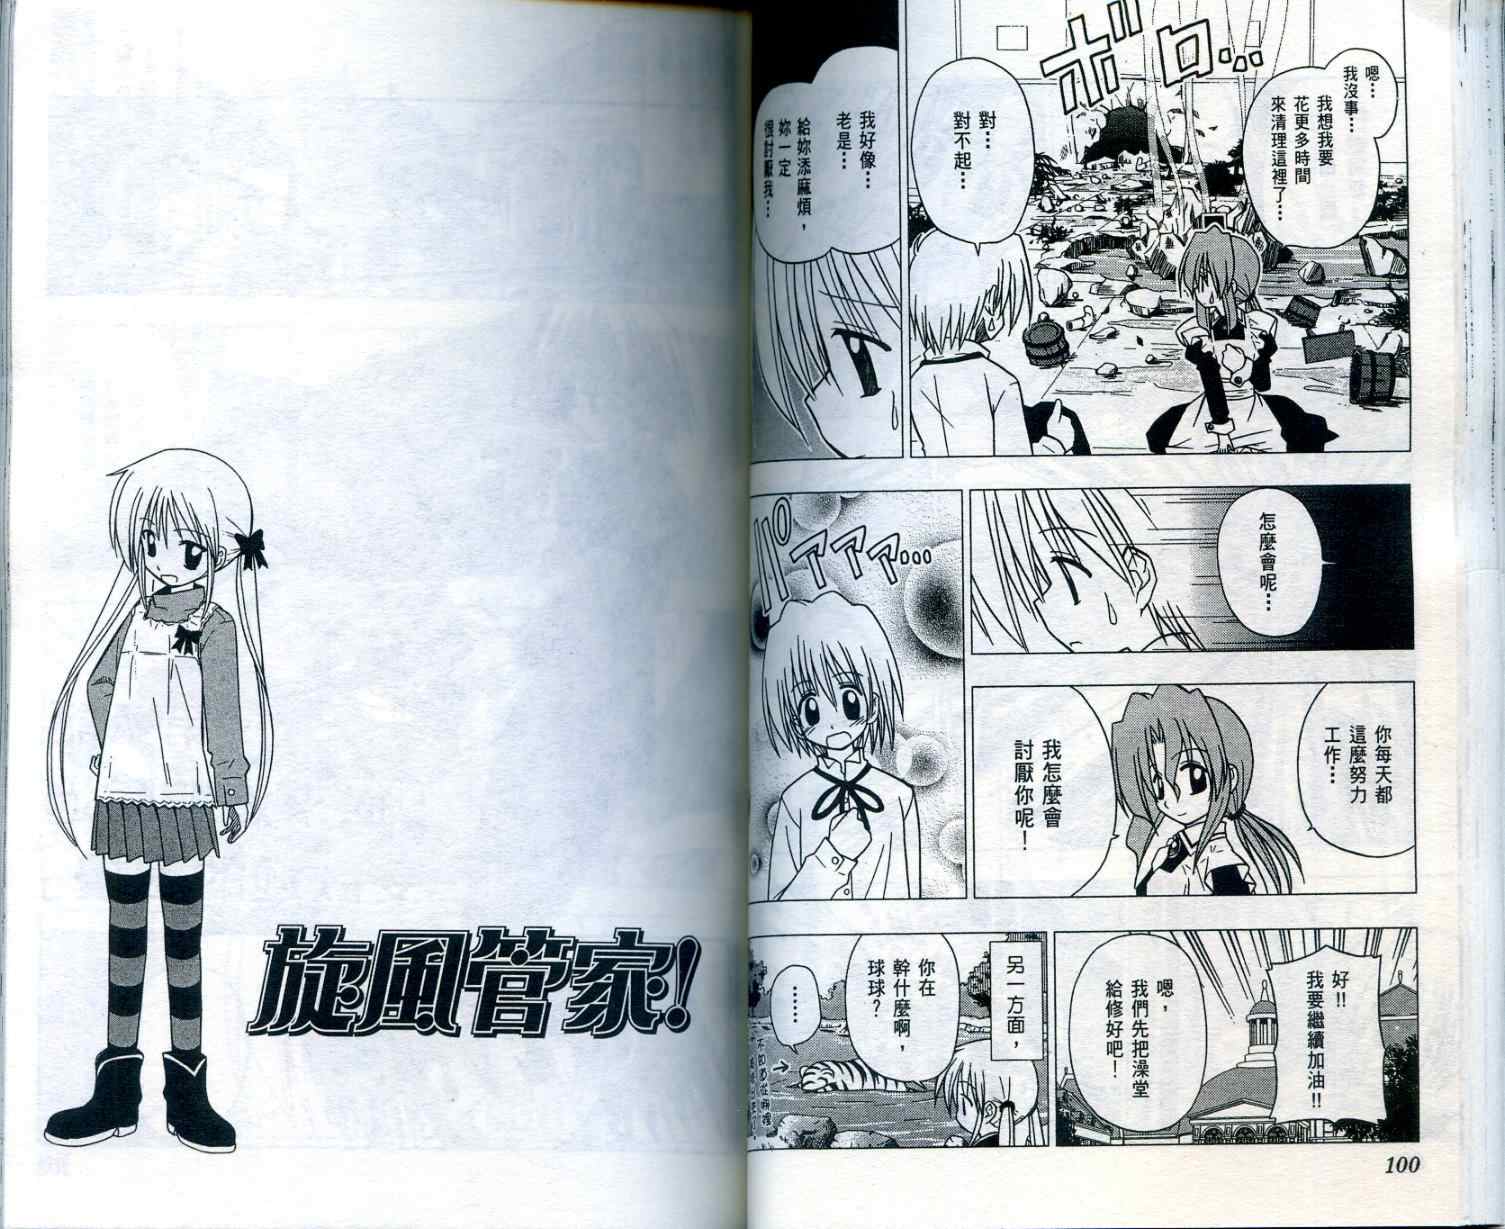 嗯…
我沒事…
我想我要
花更多時間
來清理這裡了…
ボロ…
對…
對不起…
我好像…
老是…
給妳添麻煩，
妳一定
很討厭我…
怎麼會呢…
パアアア…
你每天都
這麼努力
工作…
我怎麼會
討厭你呢！
好!!
我要繼續加油!!
嗯，
我們先把澡堂
給修好吧！
另一方面，
你在
幹什麼啊，
球球？
……
100
旋風管家！